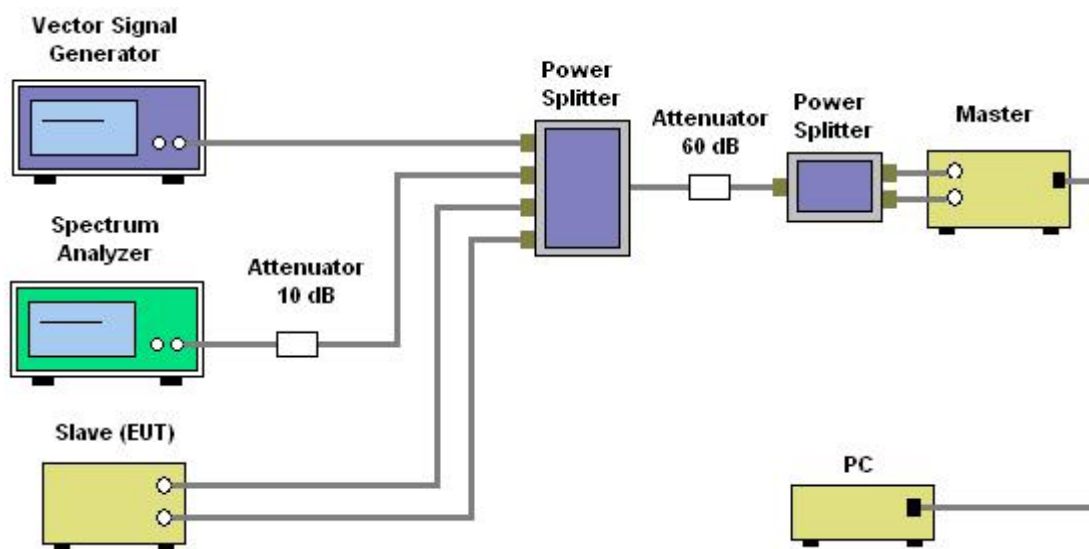 Vector Signal
Generator
Power
Splitter
Attenuator
60 dB
Power
Splitter
Master
Spectrum
Analyzer
Attenuator
10 dB
Slave (EUT)
PC